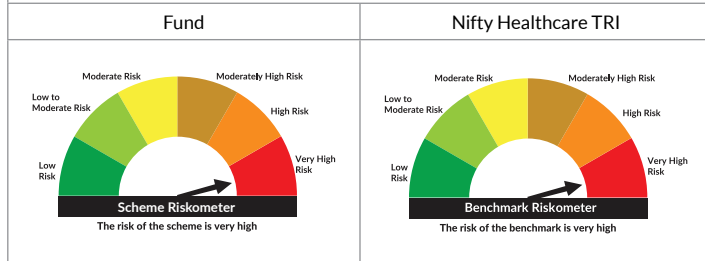 Fund
Nifty Healthcare TRI
Moderate Risk
Moderately High Risk
Low to
Moderate Risk
High Risk
Low
Risk
Very High
Risk
Scheme Riskometer
The risk of the scheme is very high
Moderate Risk
Moderately High Risk
Low to
Moderate Risk
High Risk
Low
Risk
Very High
Risk
Benchmark Riskometer
The risk of the benchmark is very high